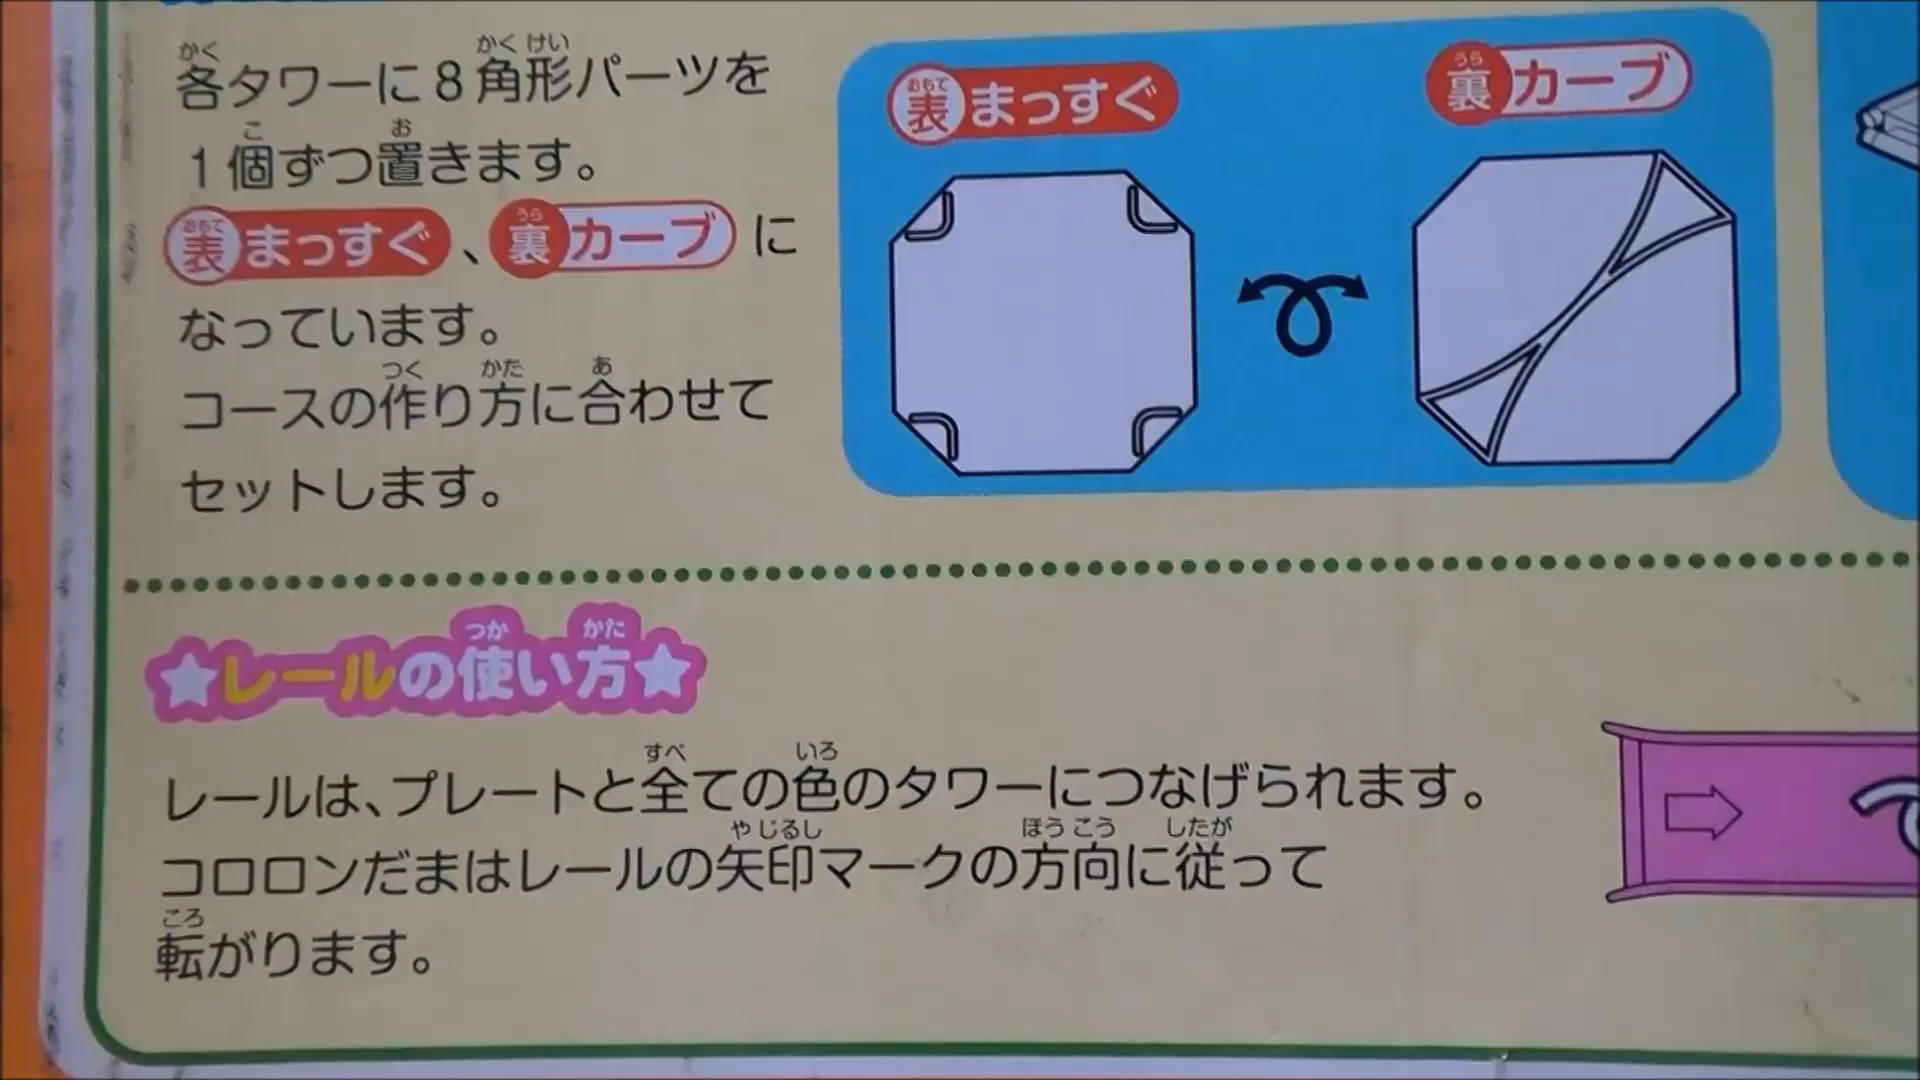 各タワーに8角形パーツを
1個ずつ置きます。
表まっすぐ、裏カーブに
なっています。
コースの作り方に合わせて
セットします。
表まっすぐ
裏カーブ
★レールの使い方★
レールは、プレートと全ての色のタワーにつなげられます。
コロロンだまはレールの矢印マークの方向に従って
転がります。